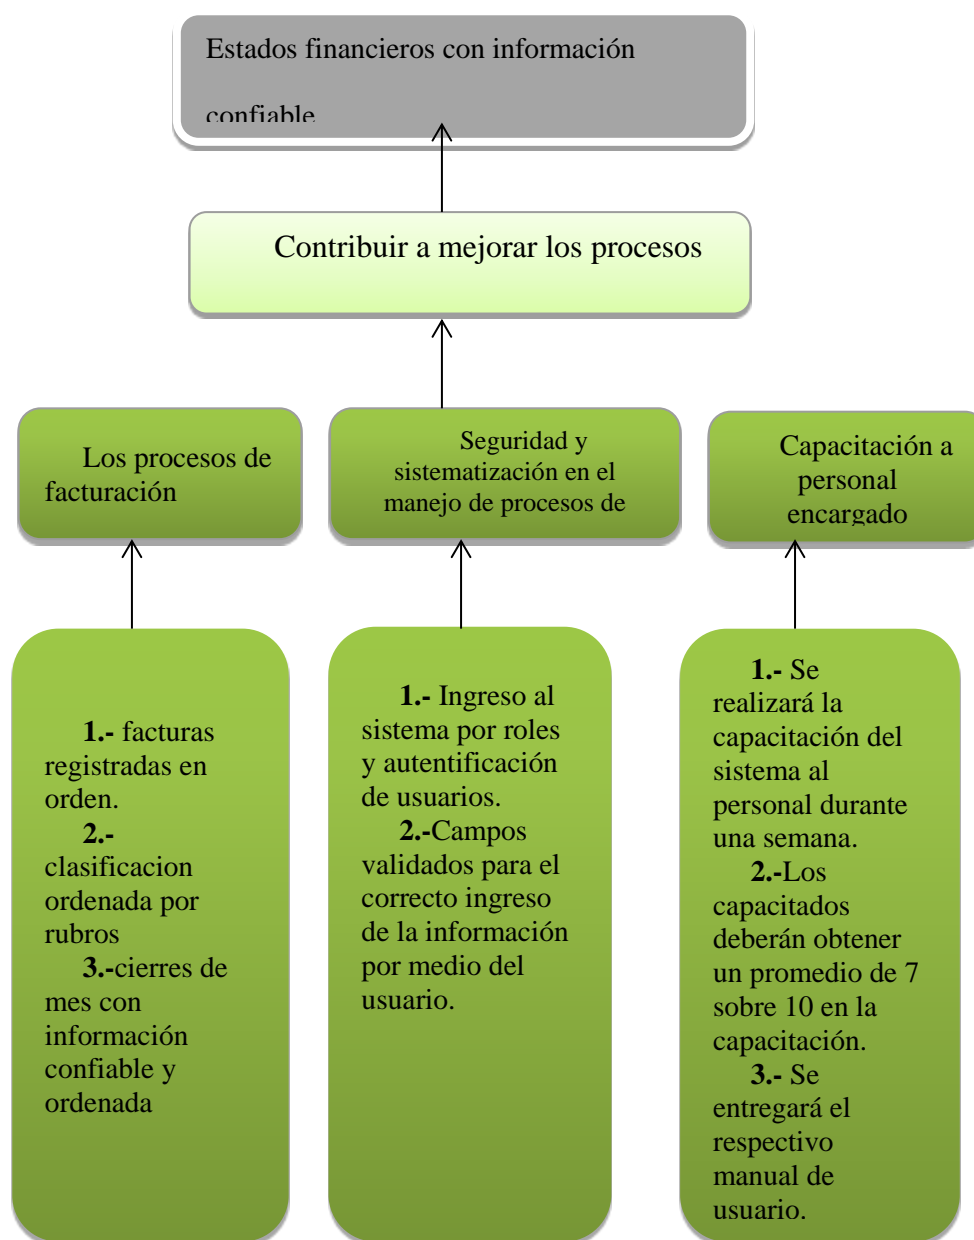 Estados financieros con información
confiable
Contribuir a mejorar los procesos
Los procesos de
facturación
Seguridad y
sistematización en el
manejo de procesos de
Capacitación a
personal
encargado
1.- facturas
registradas en
orden.
2.-
clasificacion
ordenada por
rubros
3.-cierres de
mes con
información
confiable y
ordenada
1.- Ingreso al
sistema por roles
y autentificación
de usuarios.
2.-Campos
validados para el
correcto ingreso
de la información
por medio del
usuario.
1.- Se
realizará la
capacitación del
sistema al
personal durante
una semana.
2.-Los
capacitados
deberán obtener
un promedio de 7
sobre 10 en la
capacitación.
3.- Se
entregará el
respectivo
manual de
usuario.